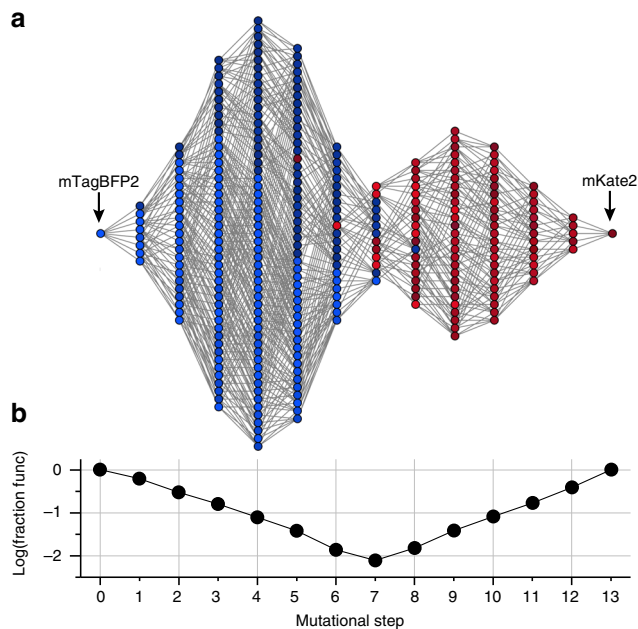 a
mTagBFP2
mKate2
b
Log(fraction func)
0
–1
–2
0 1 2 3 4 5 6 7 8 9 10 11 12 13
Mutational step